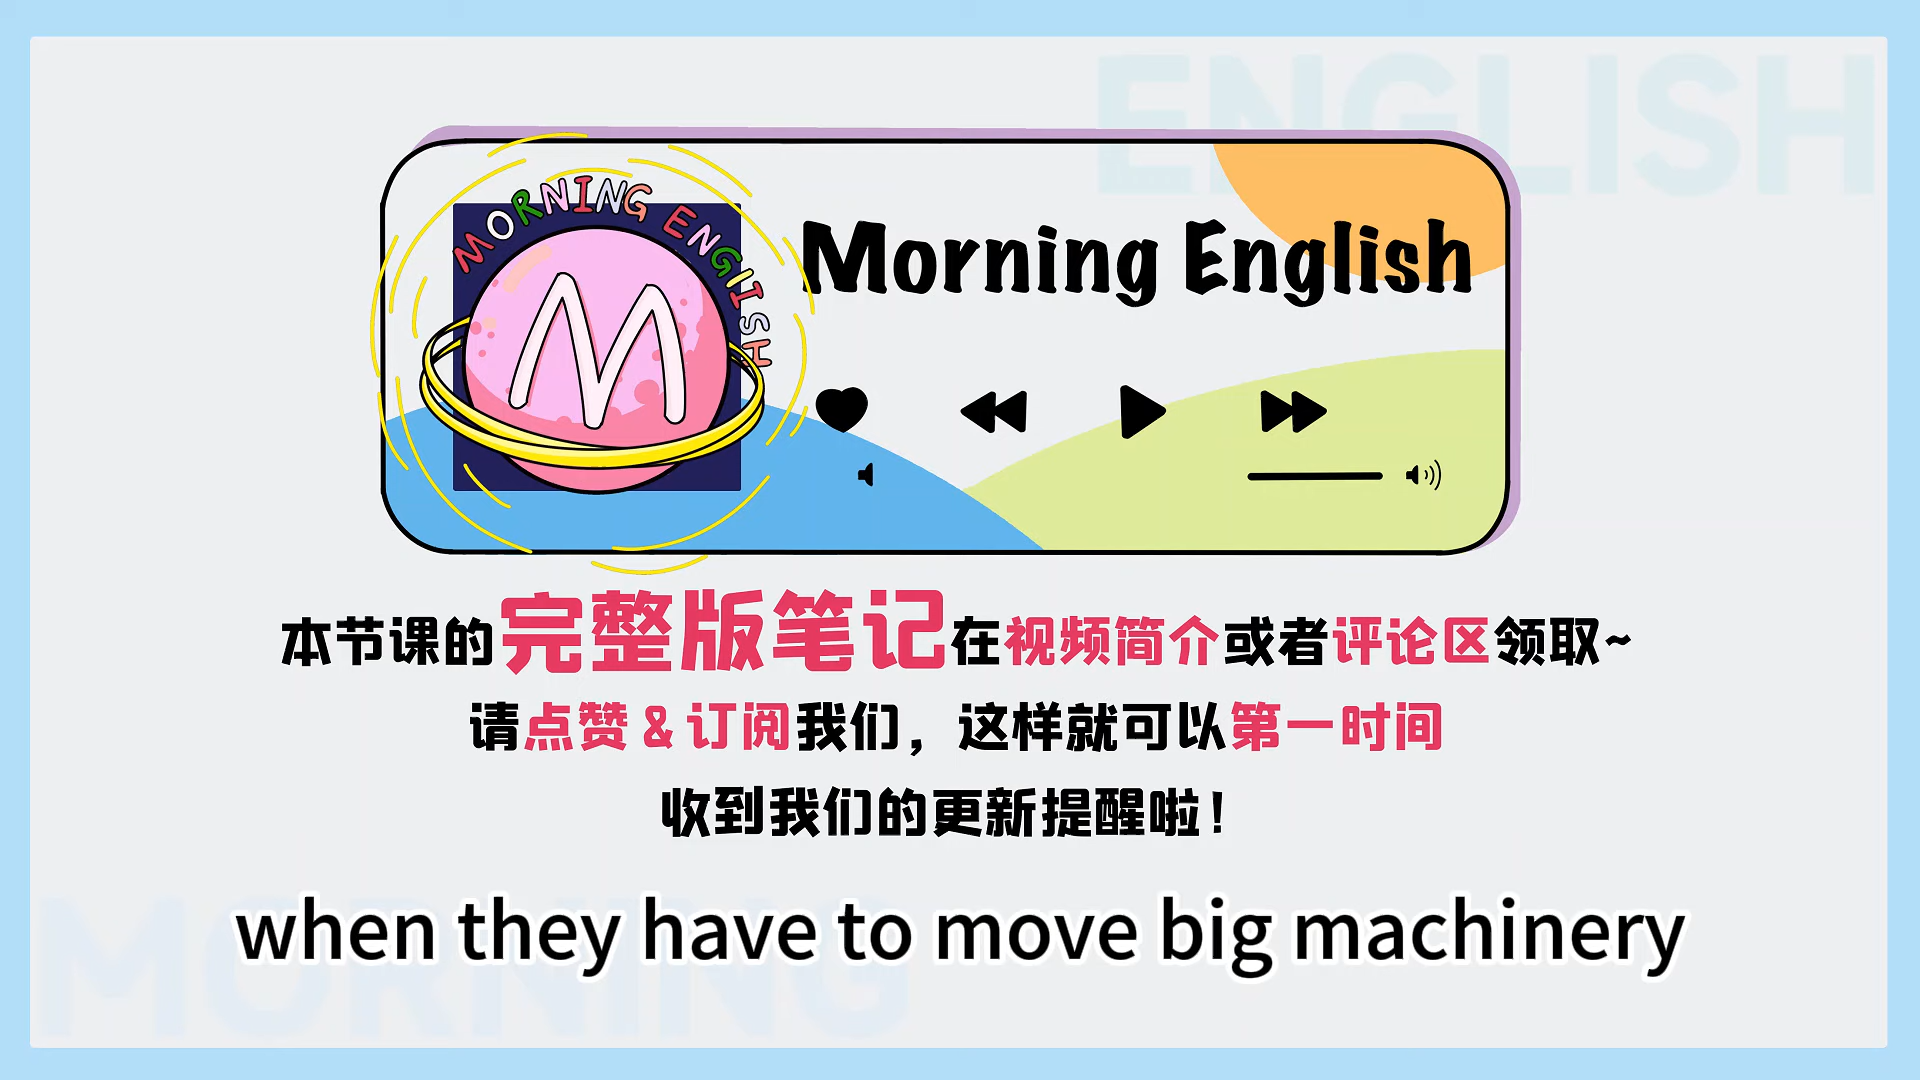 ENGLISH
MORNING ENGLISH
M
Morning English
本节课的完整版笔记在视频简介或者评论区领取~
请点赞&订阅我们，这样就可以第一时间
收到我们的更新提醒啦！
MORNING
when they have to move big machinery